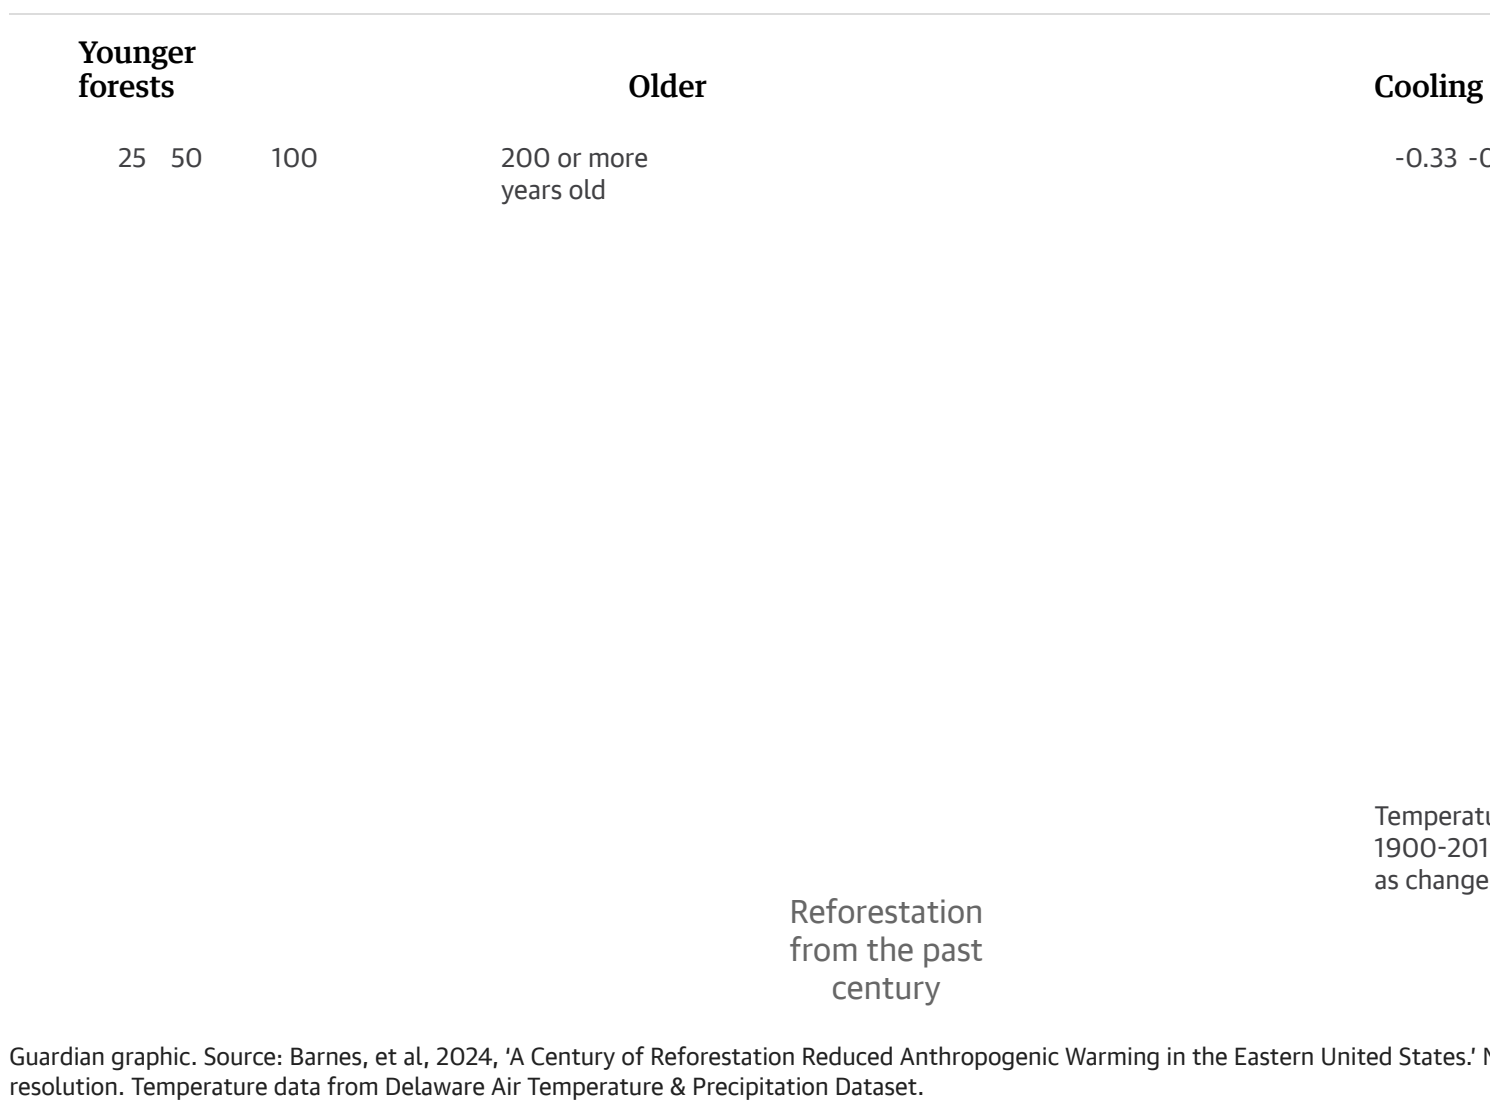 Younger
forests
Older
Cooling
25 50 100 200 or more
years old
-0.33
Temperatu
1900-201
as change
Reforestation
from the past
century
Guardian graphic. Source: Barnes, et al, 2024, ‘A Century of Reforestation Reduced Anthropogenic Warming in the Eastern United States.’
resolution. Temperature data from Delaware Air Temperature & Precipitation Dataset.